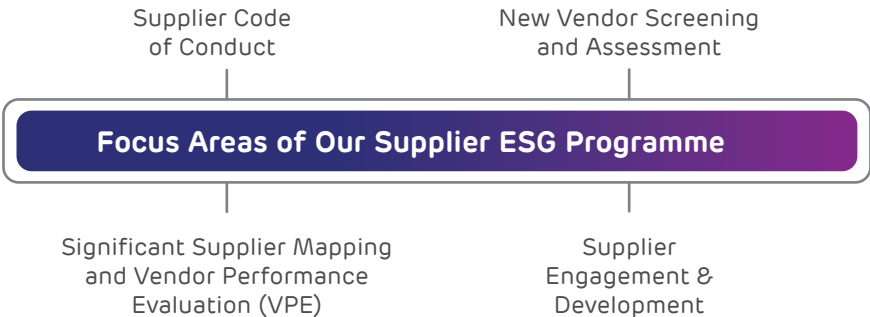 Supplier Code
of Conduct
New Vendor Screening
and Assessment
Focus Areas of Our Supplier ESG Programme
Significant Supplier Mapping
and Vendor Performance
Evaluation (VPE)
Supplier
Engagement &
Development